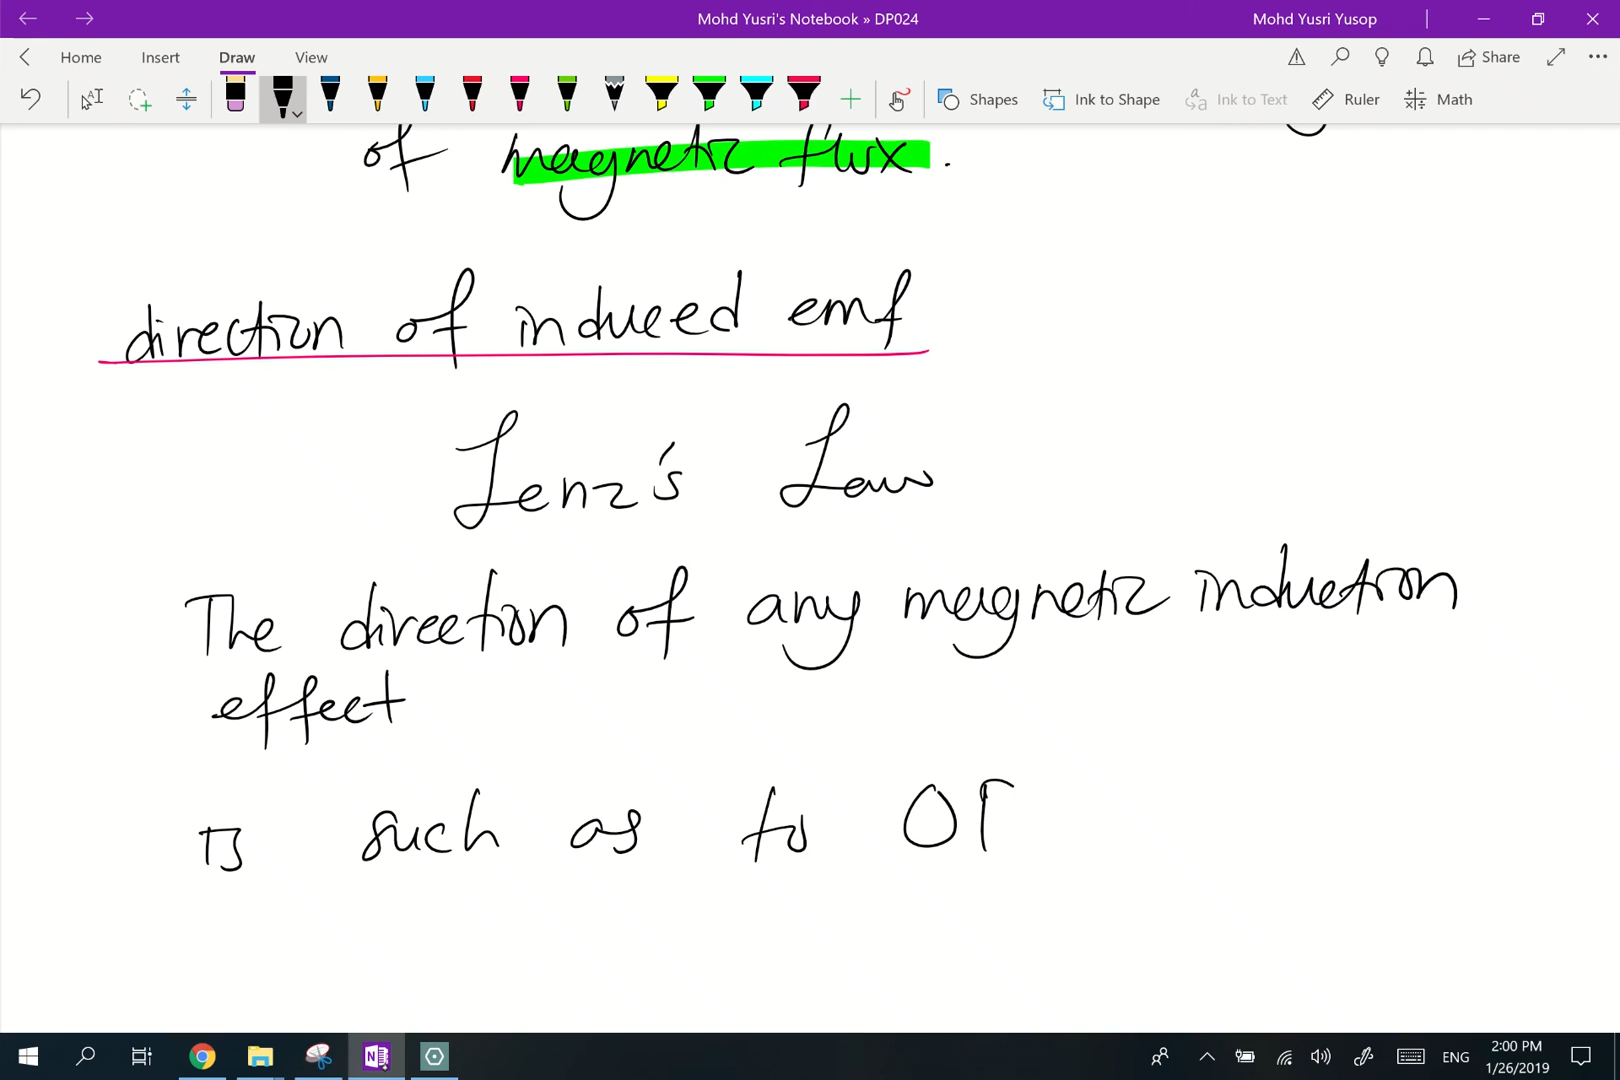 Mohd Yusri's Notebook » DP024
Mohd Yusri Yusop
Home Insert Draw View
Share
Shapes Ink to Shape Ink to Text Ruler Math
of magnetic flux.
direction of induced emf
Lenz's Law
The direction of any magnetic induction
effect
is such as to
ENG
2:00 PM
1/26/2019